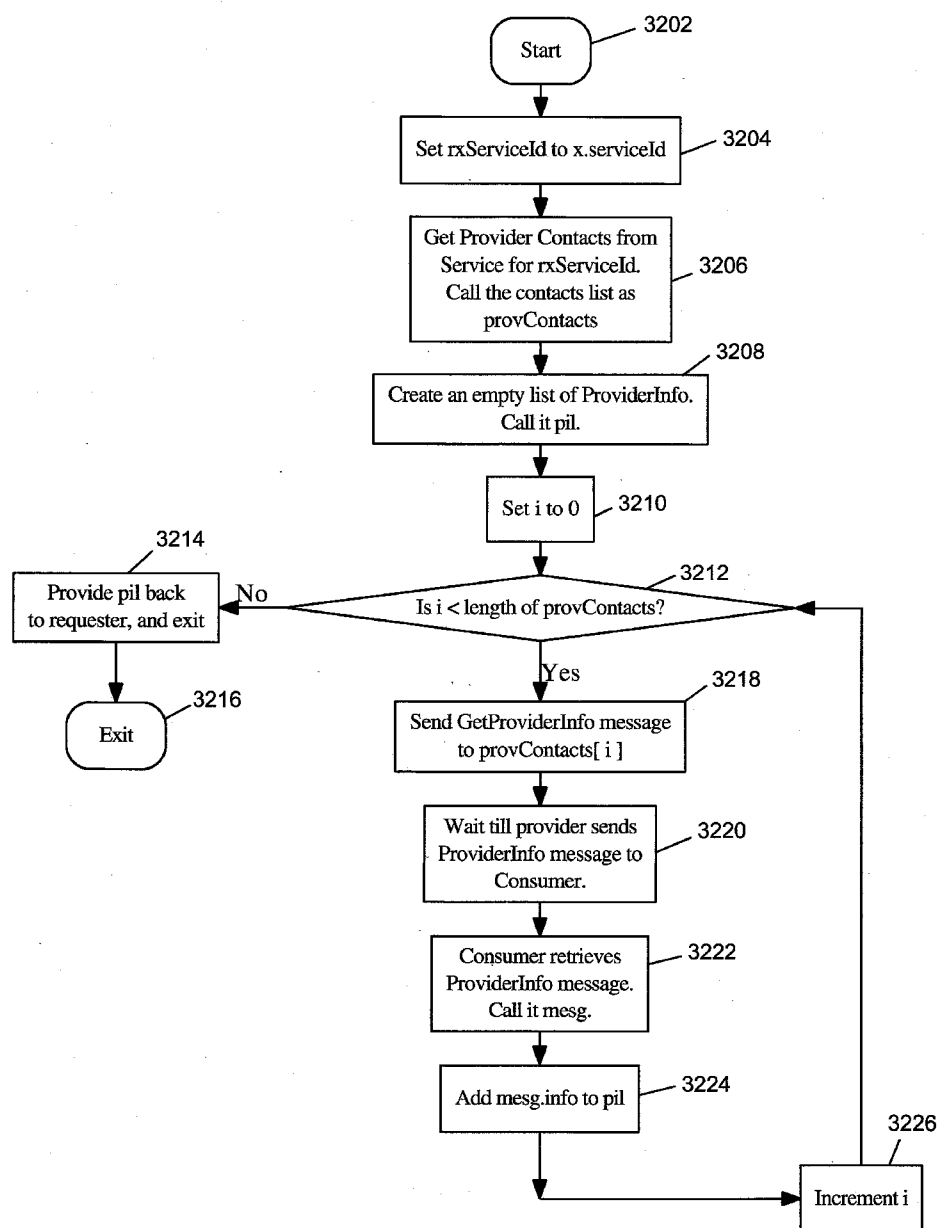 3202
Start
Set rxServiceId to x.serviceId
3204
Get Provider Contacts from
Service for rxServiceId.
Call the contacts list as
provContacts
3206
3208
Create an empty list of ProviderInfo.
Call it pil.
Set i to 0
3210
3214
3212
Provide pil back
to requester, and exit
No
Is i < length of provContacts?
Yes
3216
Exit
3218
Send GetProviderInfo message
to provContacts[ i ]
Wait till provider sends
ProviderInfo message to
Consumer.
3220
Consumer retrieves
ProviderInfo message.
Call it mesg.
3222
Add mesg.info to pil
3224
3226
Increment i